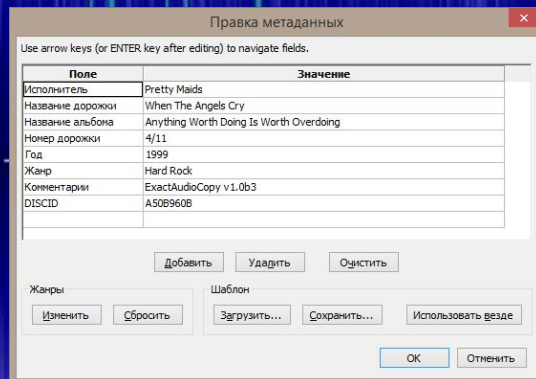 Правка метаданных
Use arrow keys (or ENTER key after editing) to navigate fields.
Поле Значение
Исполнитель Pretty Maids
Название дорожки When The Angels Cry
Название альбома Anything Worth Doing Is Worth Overdoing
Номер дорожки 4/11
Год 1999
Жанр Hard Rock
Комментарии ExactAudioCopy v1.0b3
DISCID A50B960B
Добавить Удалить Очистить
Жанры Шаблон
Изменить Сбросить Загрузить... Сохранить... Использовать везде
OK Отменить